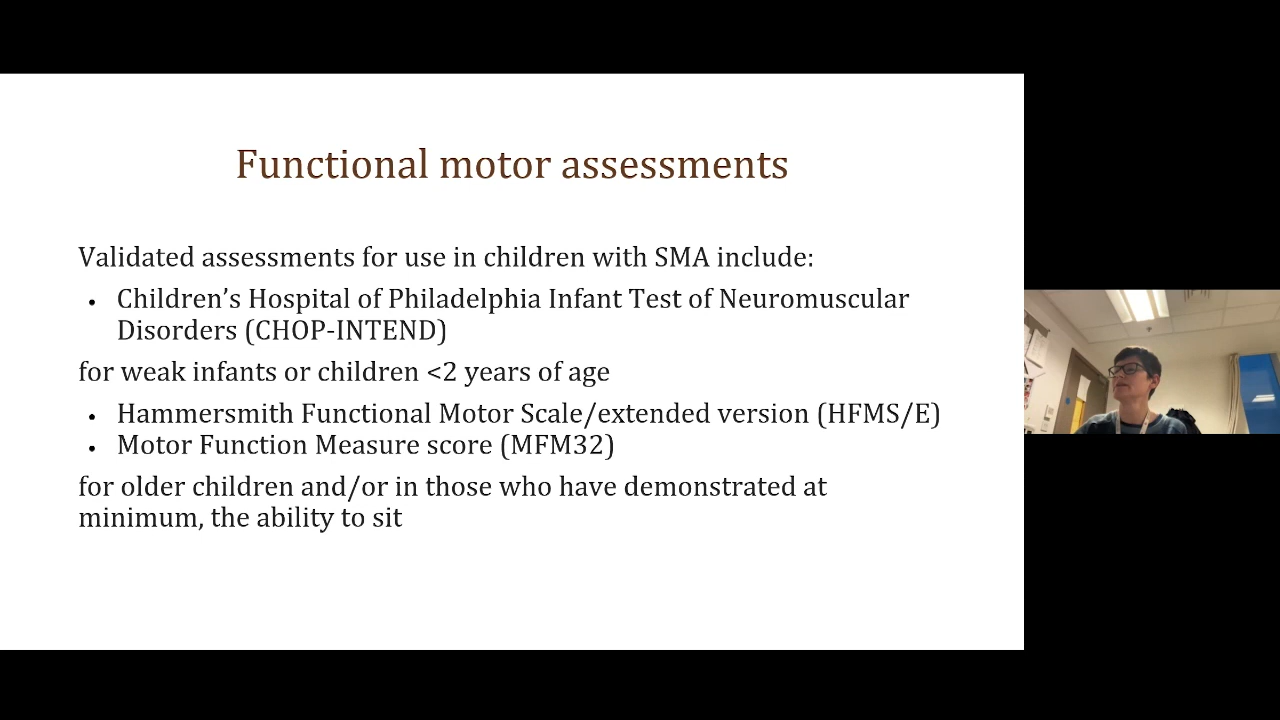 Functional motor assessments
Validated assessments for use in children with SMA include:
• Children’s Hospital of Philadelphia Infant Test of Neuromuscular
Disorders (CHOP-INTEND)
for weak infants or children <2 years of age
• Hammersmith Functional Motor Scale/extended version (HFMS/E)
• Motor Function Measure score (MFM32)
for older children and/or in those who have demonstrated at
minimum, the ability to sit